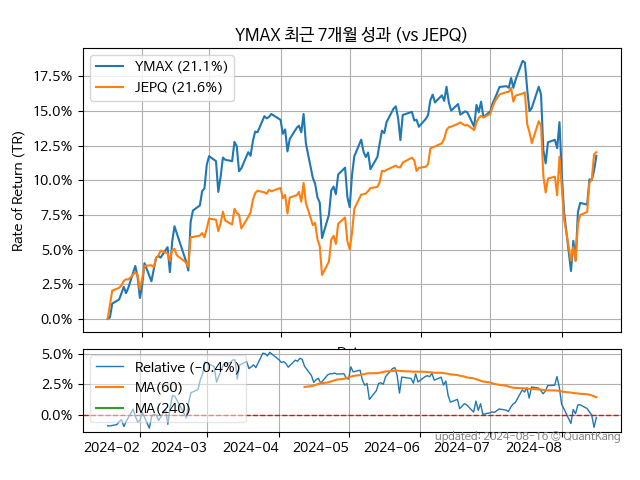 YMAX 최근 7개월 성과 (vs JEPQ)
Rate of Return (TR)
17.5%
15.0%
12.5%
10.0%
7.5%
5.0%
2.5%
0.0%
YMAX (21.1%)
JEPQ (21.6%)
5.0%
2.5%
0.0%
Relative (−0.4%)
MA(60)
MA(240)
2024-02 2024-03 2024-04 2024-05 2024-06 2024-07 2024-08
updated: 2024-08-16 © QuantKang